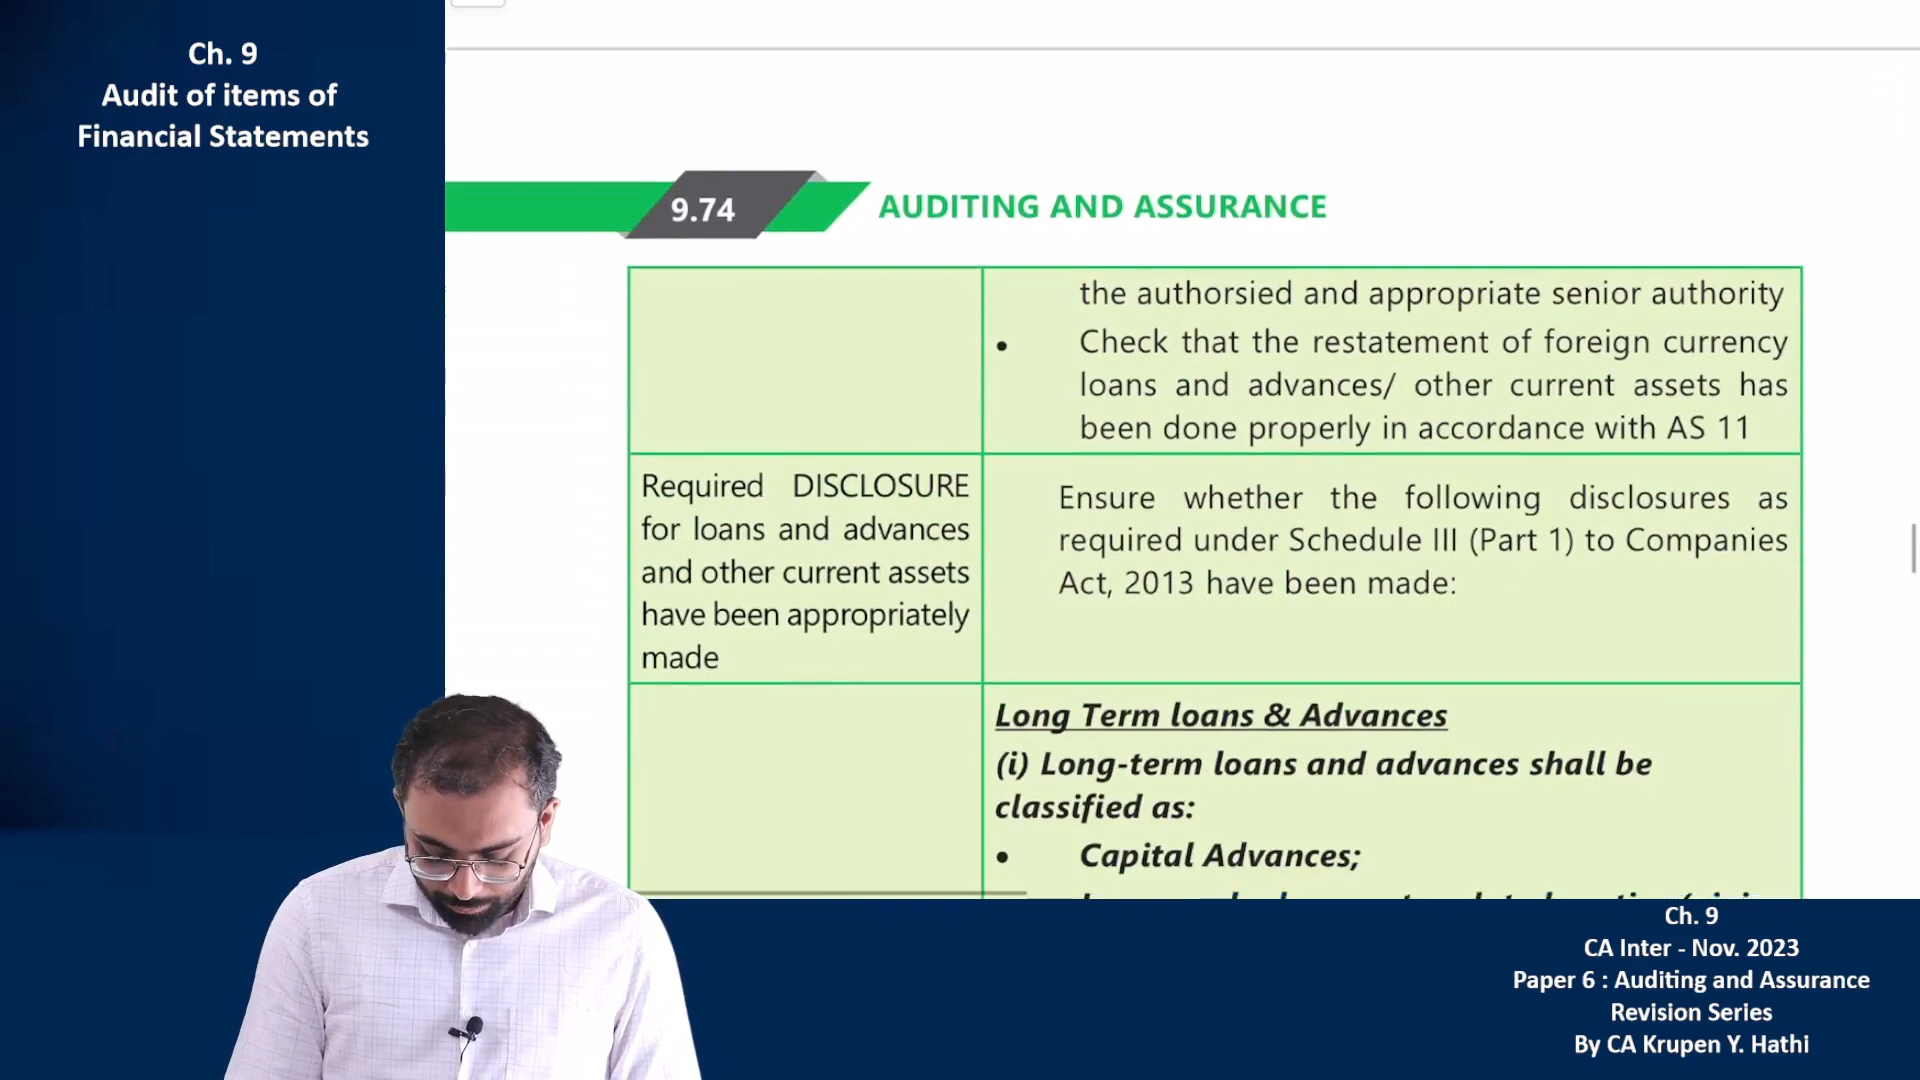 Ch. 9
Audit of items of
Financial Statements
9.74
AUDITING AND ASSURANCE
the authorsied and appropriate senior authority
• Check that the restatement of foreign currency
loans and advances/ other current assets has
been done properly in accordance with AS 11
Required DISCLOSURE
for loans and advances
and other current assets
have been appropriately
made
Ensure whether the following disclosures as
required under Schedule III (Part 1) to Companies
Act, 2013 have been made:
Long Term loans & Advances
(i) Long-term loans and advances shall be
classified as:
• Capital Advances;
Ch. 9
CA Inter - Nov. 2023
Paper 6 : Auditing and Assurance
Revision Series
By CA Krupen Y. Hathi